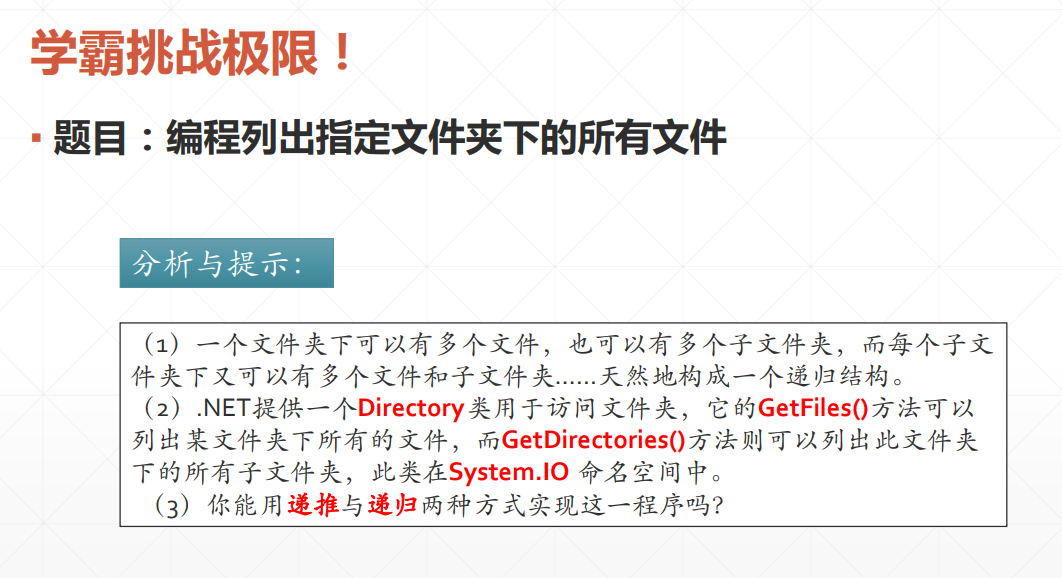 学霸挑战极限！
▪ 题目：编程列出指定文件夹下的所有文件
分析与提示：
（1）一个文件夹下可以有多个文件，也可以有多个子文件夹，而每个子文
件夹下又可以有多个文件和子文件夹……天然地构成一个递归结构。
（2）.NET提供一个Directory类用于访问文件夹，它的GetFiles()方法可以
列出某文件夹下所有的文件，而GetDirectories()方法则可以列出此文件夹
下的所有子文件夹，此类在System.IO 命名空间中。
（3）你能用递推与递归两种方式实现这一程序吗？